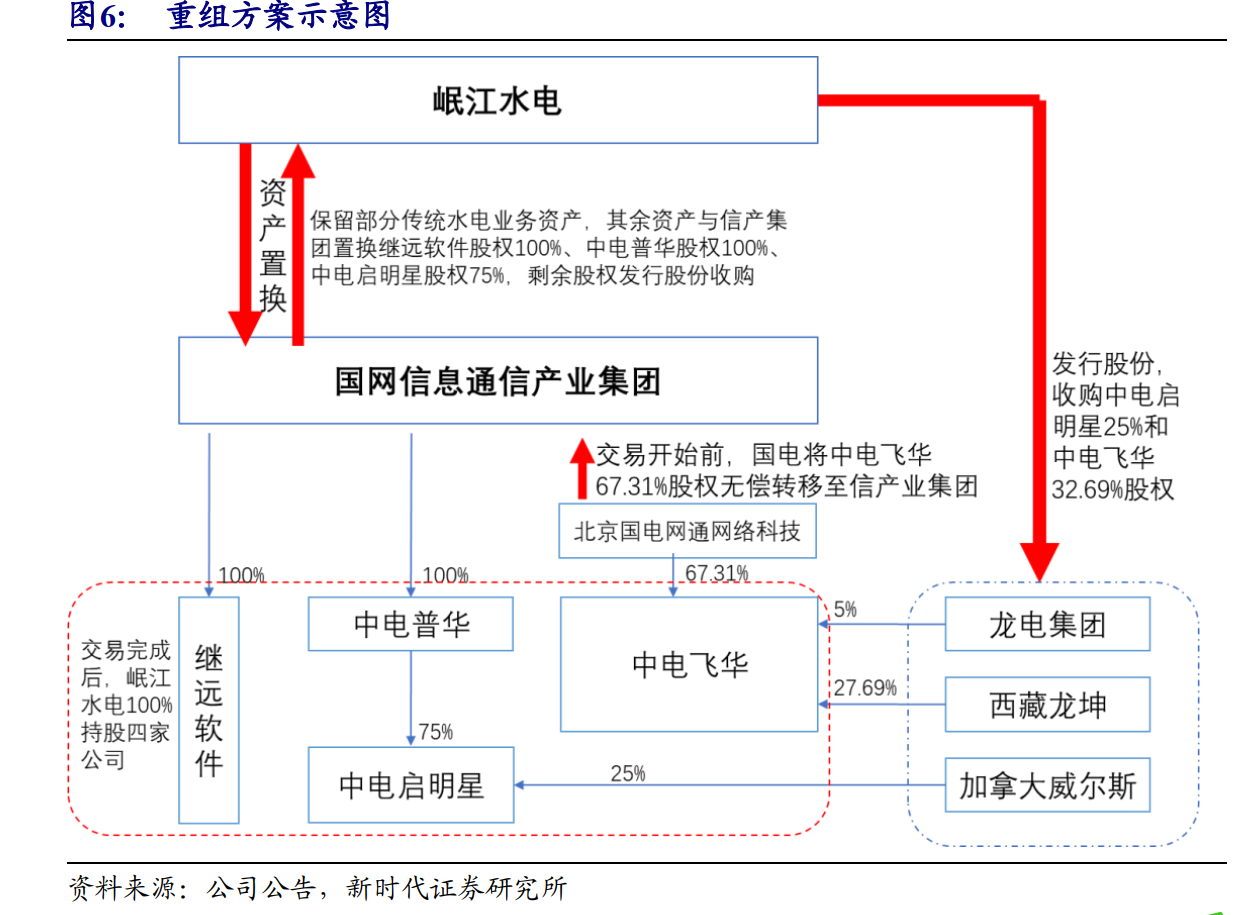 图6： 重组方案示意图
岷江水电
资产置换
保留部分传统水电业务资产，其余资产与信产集
团置换继远软件股权100%、中电普华股权100%、
中电启明星股权75%，剩余股权发行股份收购
国网信息通信产业集团
发行股份，
收购中电启
明星25%和
中电飞华
32.69%股权
交易开始前，国电将中电飞华
67.31%股权无偿转移至信产业集团
北京国电网通网络科技
100%
100%
67.31%
交易完成
后，岷江
水电100%
持股四家
公司
继远软件
中电普华
中电飞华
5%
龙电集团
27.69%
西藏龙坤
75%
中电启明星
25%
加拿大威尔斯
资料来源：公司公告，新时代证券研究所